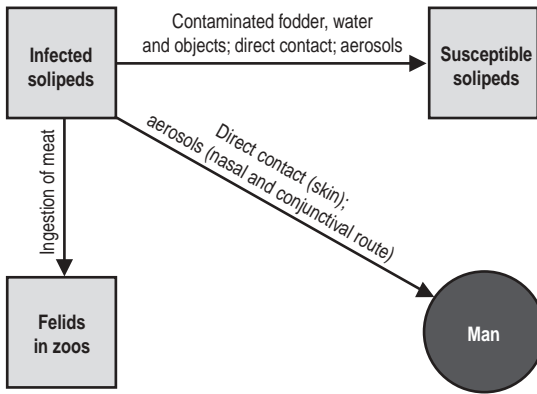 Contaminated fodder, water
and objects; direct contact; aerosols
Infected
solipeds
Susceptible
solipeds
Direct contact (skin);
aerosols (nasal and conjunctival route)
Ingestion of meat
Felids
in zoos
Man